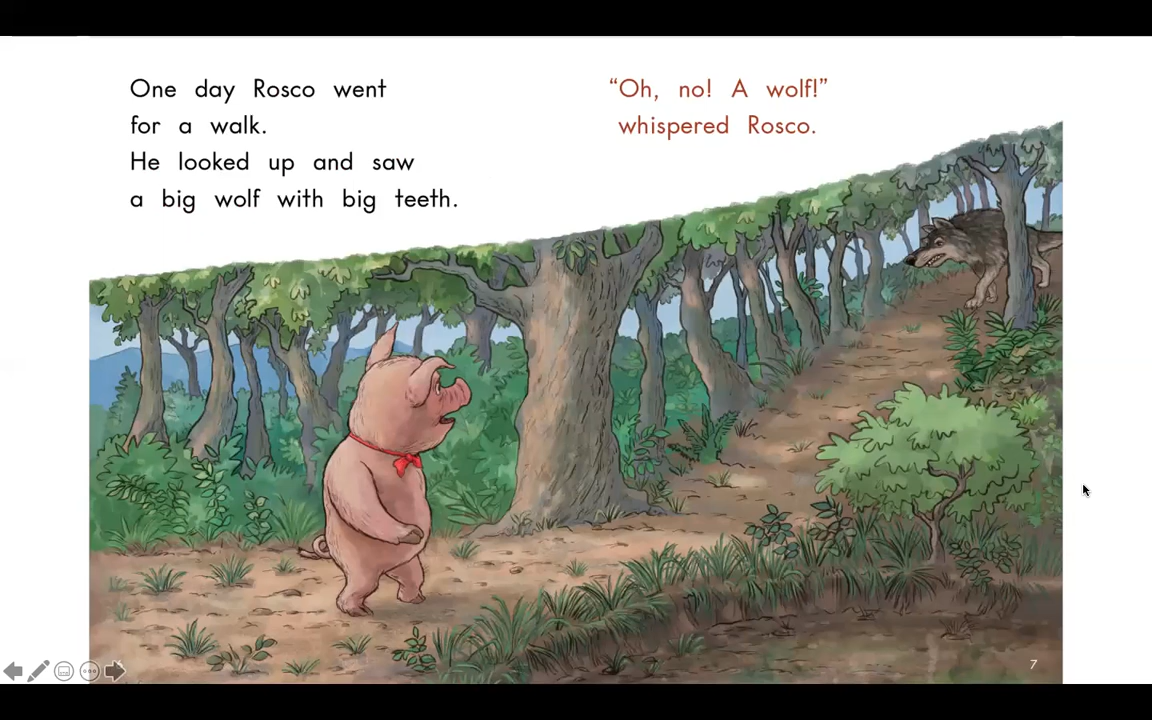 One day Rosco went
for a walk.
He looked up and saw
a big wolf with big teeth.
“Oh, no! A wolf!”
whispered Rosco.
7